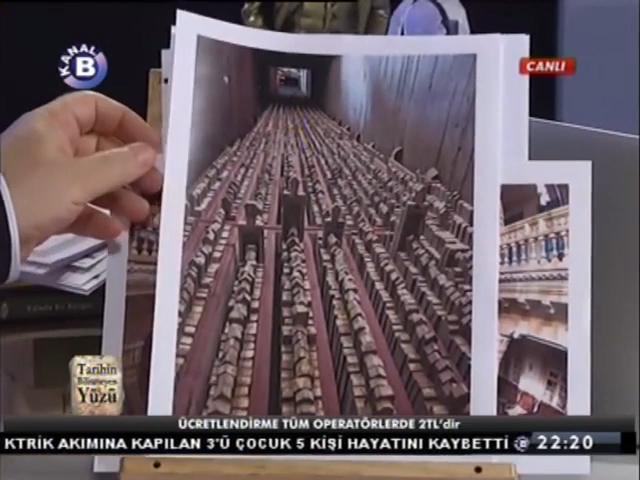 KANAL
B
CANLI
Tarihin
Bilinmeyen
Yüzü
ÜCRETLENDİRME TÜM OPERATÖRLERDE 2TL'dir
KTRİK AKIMINA KAPILAN 3'Ü ÇOCUK 5 KİŞİ HAYATINI KAYBETTİ B 22:20